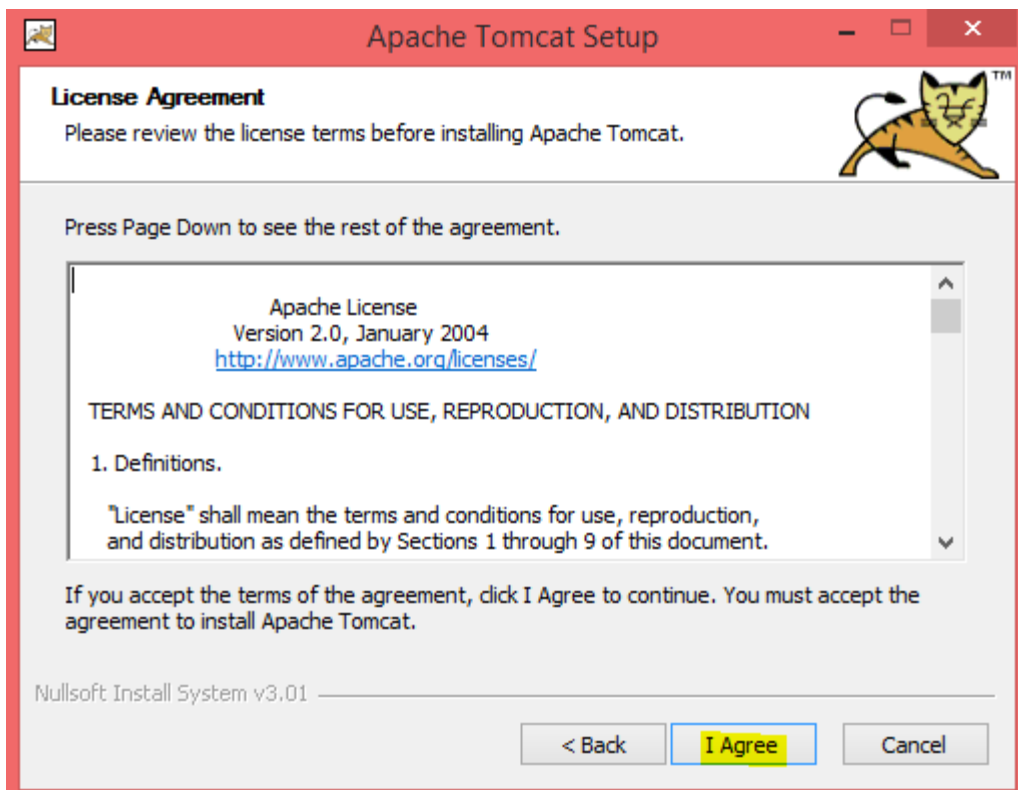 Apache Tomcat Setup
License Agreement
Please review the license terms before installing Apache Tomcat.
TM
Press Page Down to see the rest of the agreement.
Apache License
Version 2.0, January 2004
http://www.apache.org/licenses/
TERMS AND CONDITIONS FOR USE, REPRODUCTION, AND DISTRIBUTION
1. Definitions.
"License" shall mean the terms and conditions for use, reproduction,
and distribution as defined by Sections 1 through 9 of this document.
If you accept the terms of the agreement, click I Agree to continue. You must accept the
agreement to install Apache Tomcat.
Nullsoft Install System v3.01
< Back I Agree Cancel